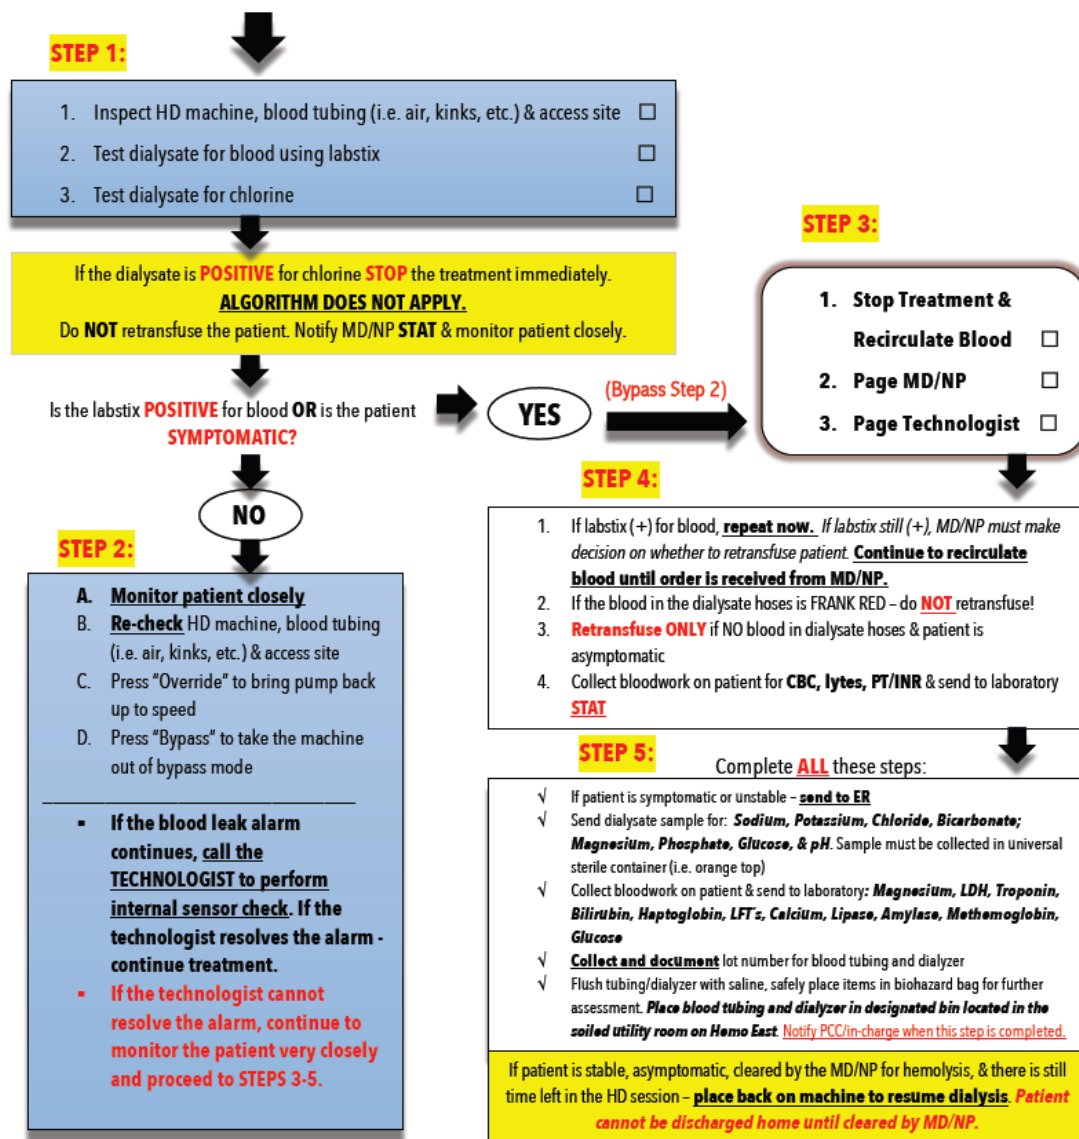 STEP 1:
1. Inspect HD machine, blood tubing (i.e. air, kinks, etc.) & access site ☐
2. Test dialysate for blood using labstix ☐
3. Test dialysate for chlorine ☐
If the dialysate is POSITIVE for chlorine STOP the treatment immediately.
ALGORITHM DOES NOT APPLY.
Do NOT retransfuse the patient. Notify MD/NP STAT & monitor patient closely.
Is the labstix POSITIVE for blood OR is the patient
SYMPTOMATIC?
YES
(Bypass Step 2)
NO
STEP 2:
A. Monitor patient closely
B. Re-check HD machine, blood tubing
(i.e. air, kinks, etc.) & access site
C. Press "Override" to bring pump back
up to speed
D. Press "Bypass" to take the machine
out of bypass mode
▪ If the blood leak alarm
continues, call the
TECHNOLOGIST to perform
internal sensor check. If the
technologist resolves the alarm -
continue treatment.
▪ If the technologist cannot
resolve the alarm, continue to
monitor the patient very closely
and proceed to STEPS 3-5.
STEP 3:
1. Stop Treatment &
Recirculate Blood ☐
2. Page MD/NP ☐
3. Page Technologist ☐
STEP 4:
1. If labstix (+) for blood, repeat now. If labstix still (+), MD/NP must make
decision on whether to retransfuse patient. Continue to recirculate
blood until order is received from MD/NP.
2. If the blood in the dialysate hoses is FRANK RED – do NOT retransfuse!
3. Retransfuse ONLY if NO blood in dialysate hoses & patient is
asymptomatic
4. Collect bloodwork on patient for CBC, lytes, PT/INR & send to laboratory
STAT
STEP 5:
Complete ALL these steps:
√ If patient is symptomatic or unstable – send to ER
√ Send dialysate sample for: Sodium, Potassium, Chloride, Bicarbonate;
Magnesium, Phosphate, Glucose, & pH. Sample must be collected in universal
sterile container (i.e. orange top)
√ Collect bloodwork on patient & send to laboratory: Magnesium, LDH, Troponin,
Bilirubin, Haptoglobin, LFT's, Calcium, Lipase, Amylase, Methemoglobin,
Glucose
√ Collect and document lot number for blood tubing and dialyzer
√ Flush tubing/dialyzer with saline, safely place items in biohazard bag for further
assessment. Place blood tubing and dialyzer in designated bin located in the
soiled utility room on Hemo East. Notify PCC/in-charge when this step is completed.
If patient is stable, asymptomatic, cleared by the MD/NP for hemolysis, & there is still
time left in the HD session – place back on machine to resume dialysis. Patient
cannot be discharged home until cleared by MD/NP.